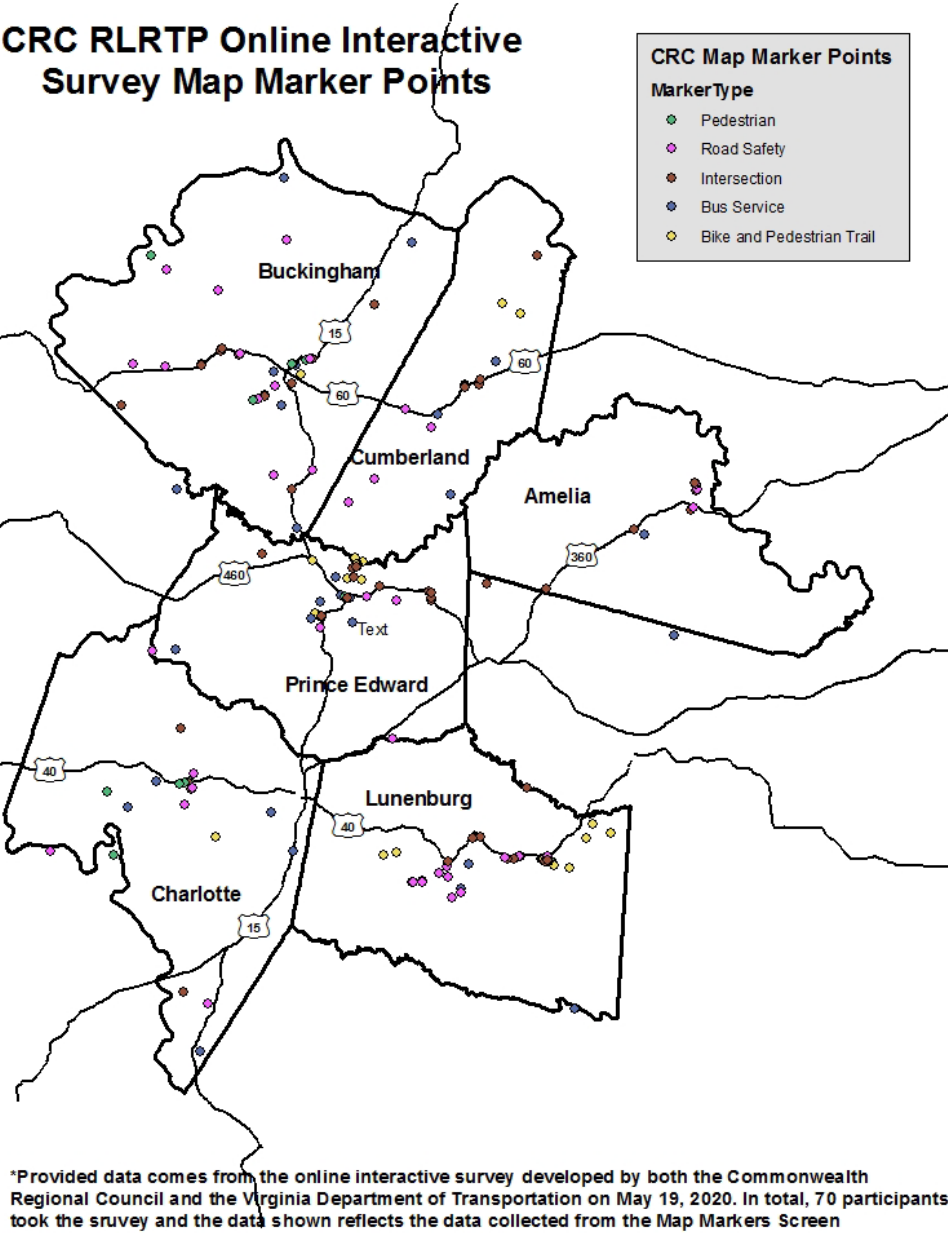 CRC RLRTP Online Interactive
Survey Map Marker Points
CRC Map Marker Points
MarkerType
Pedestrian
Road Safety
Intersection
Bus Service
Bike and Pedestrian Trail
Buckingham
15
60
60
Cumberland
Amelia
360
460
Text
Prince Edward
40
Lunenburg
40
Charlotte
15
*Provided data comes from the online interactive survey developed by both the Commonwealth
Regional Council and the Virginia Department of Transportation on May 19, 2020. In total, 70 participants
took the sruvey and the data shown reflects the data collected from the Map Markers Screen